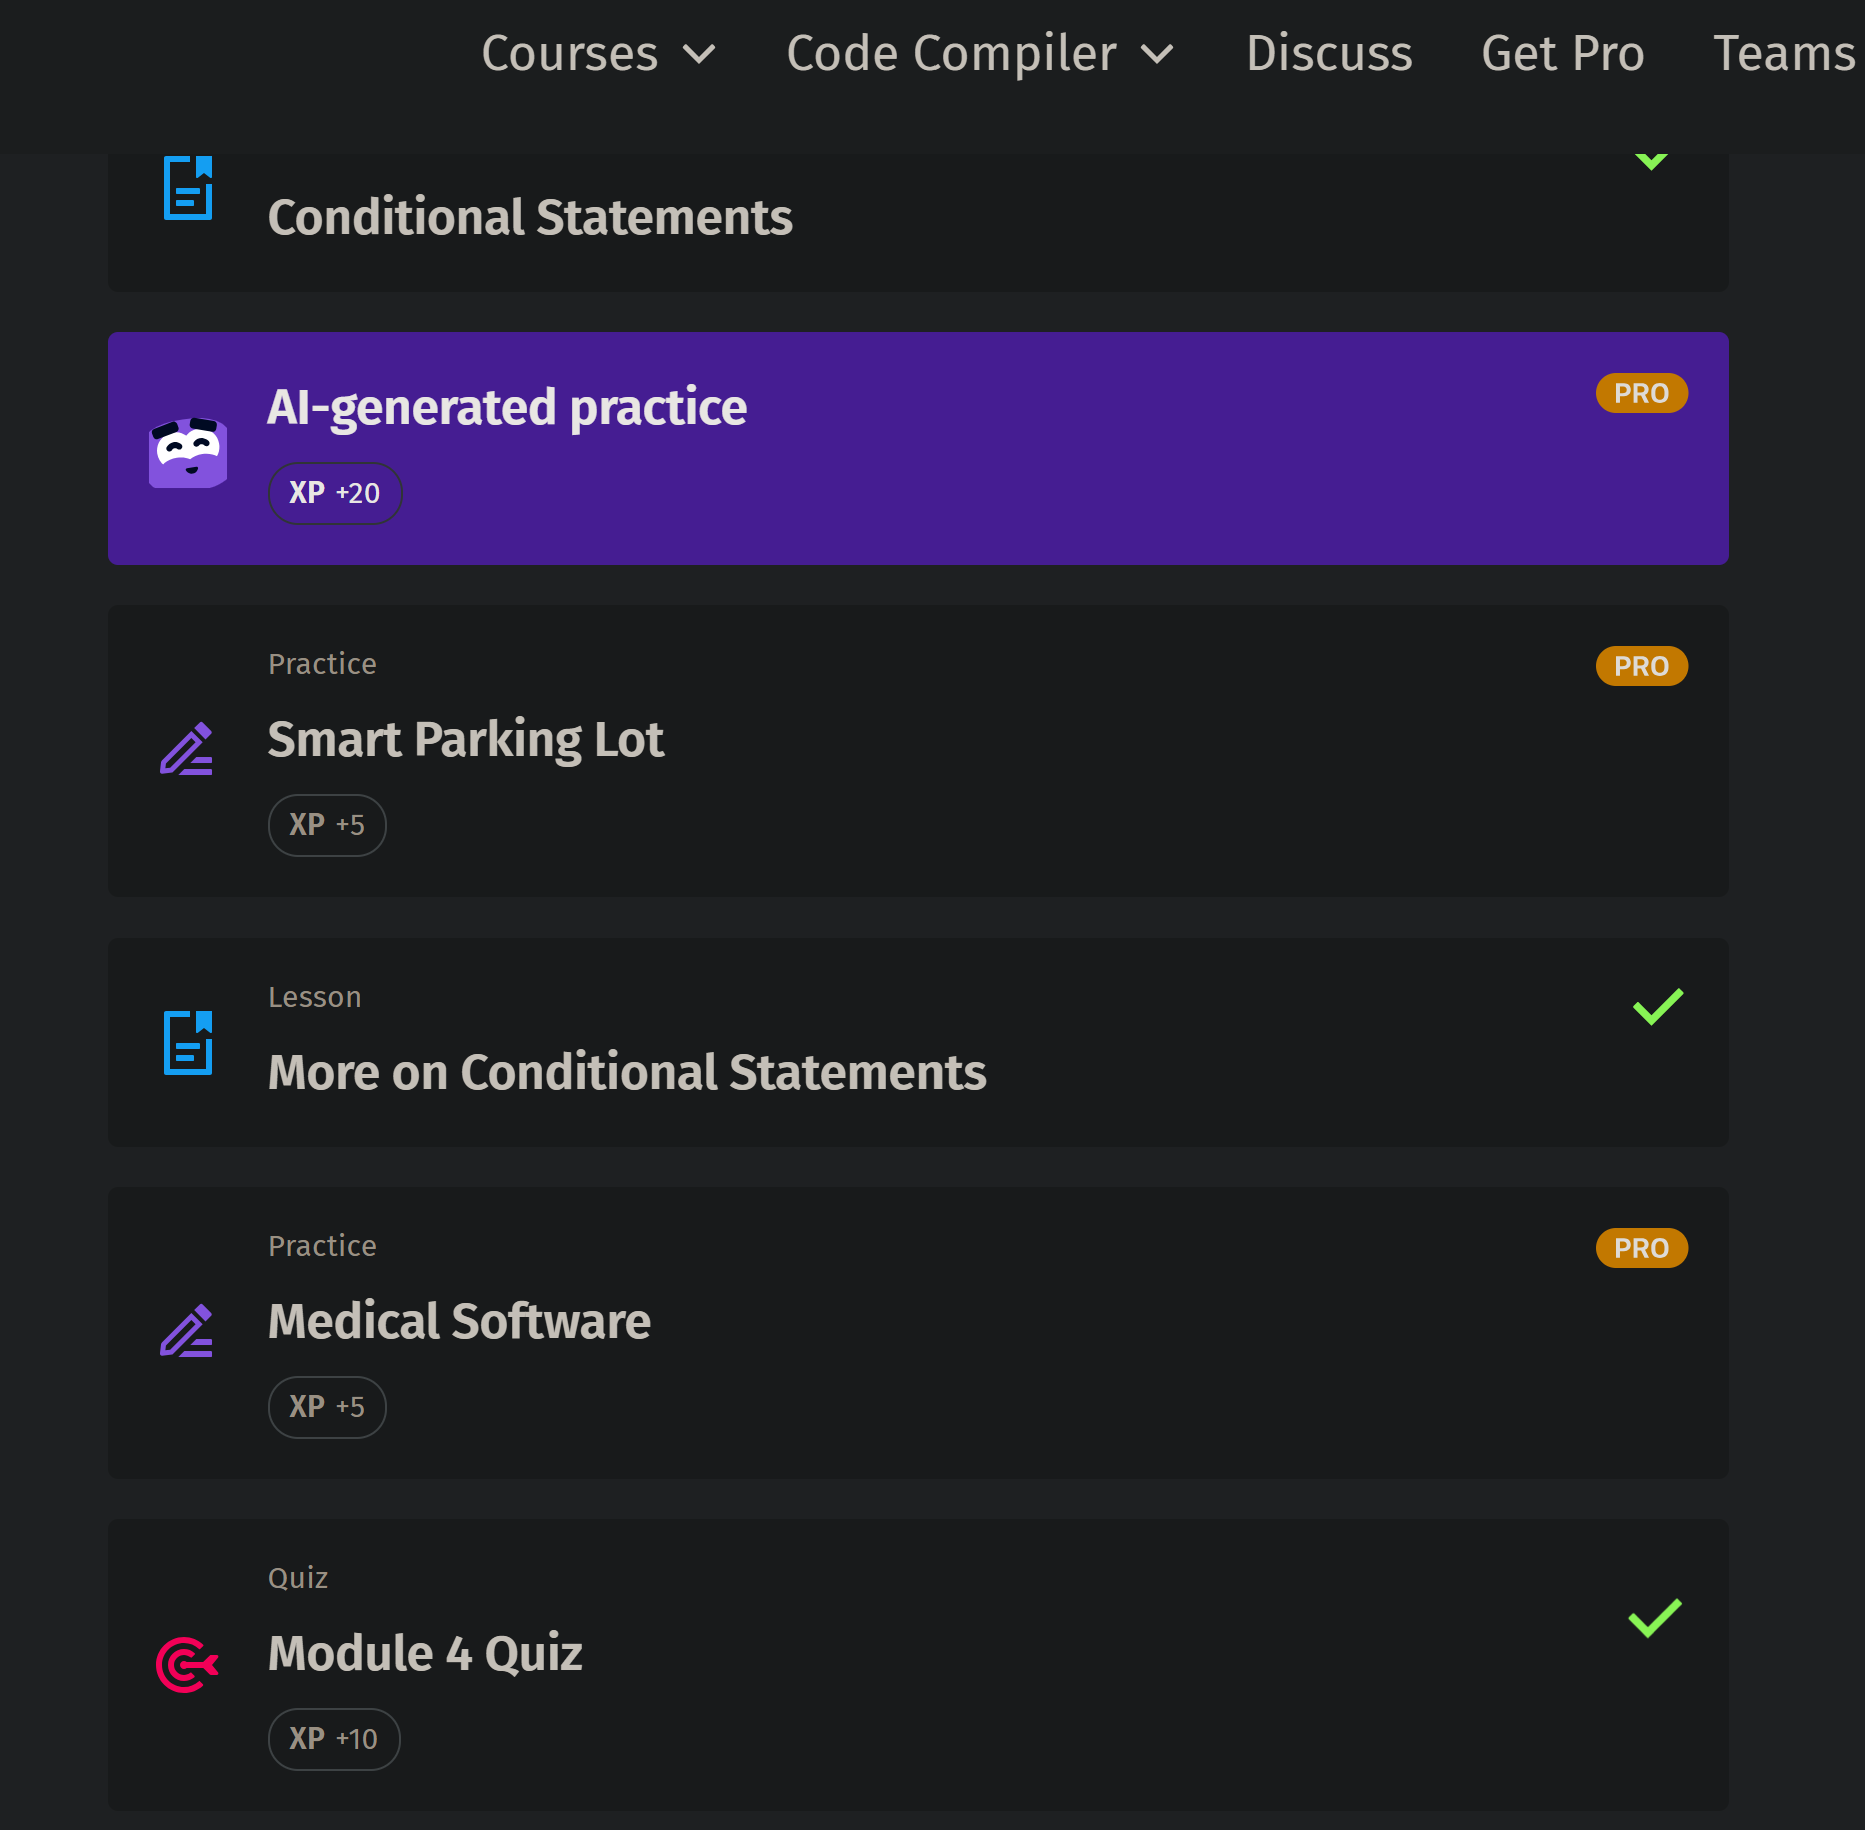 Courses Code Compiler Discuss Get Pro Teams
Conditional Statements
AI-generated practice PRO
XP +20
Practice PRO
Smart Parking Lot
XP +5
Lesson
More on Conditional Statements
Practice PRO
Medical Software
XP +5
Quiz
Module 4 Quiz
XP +10